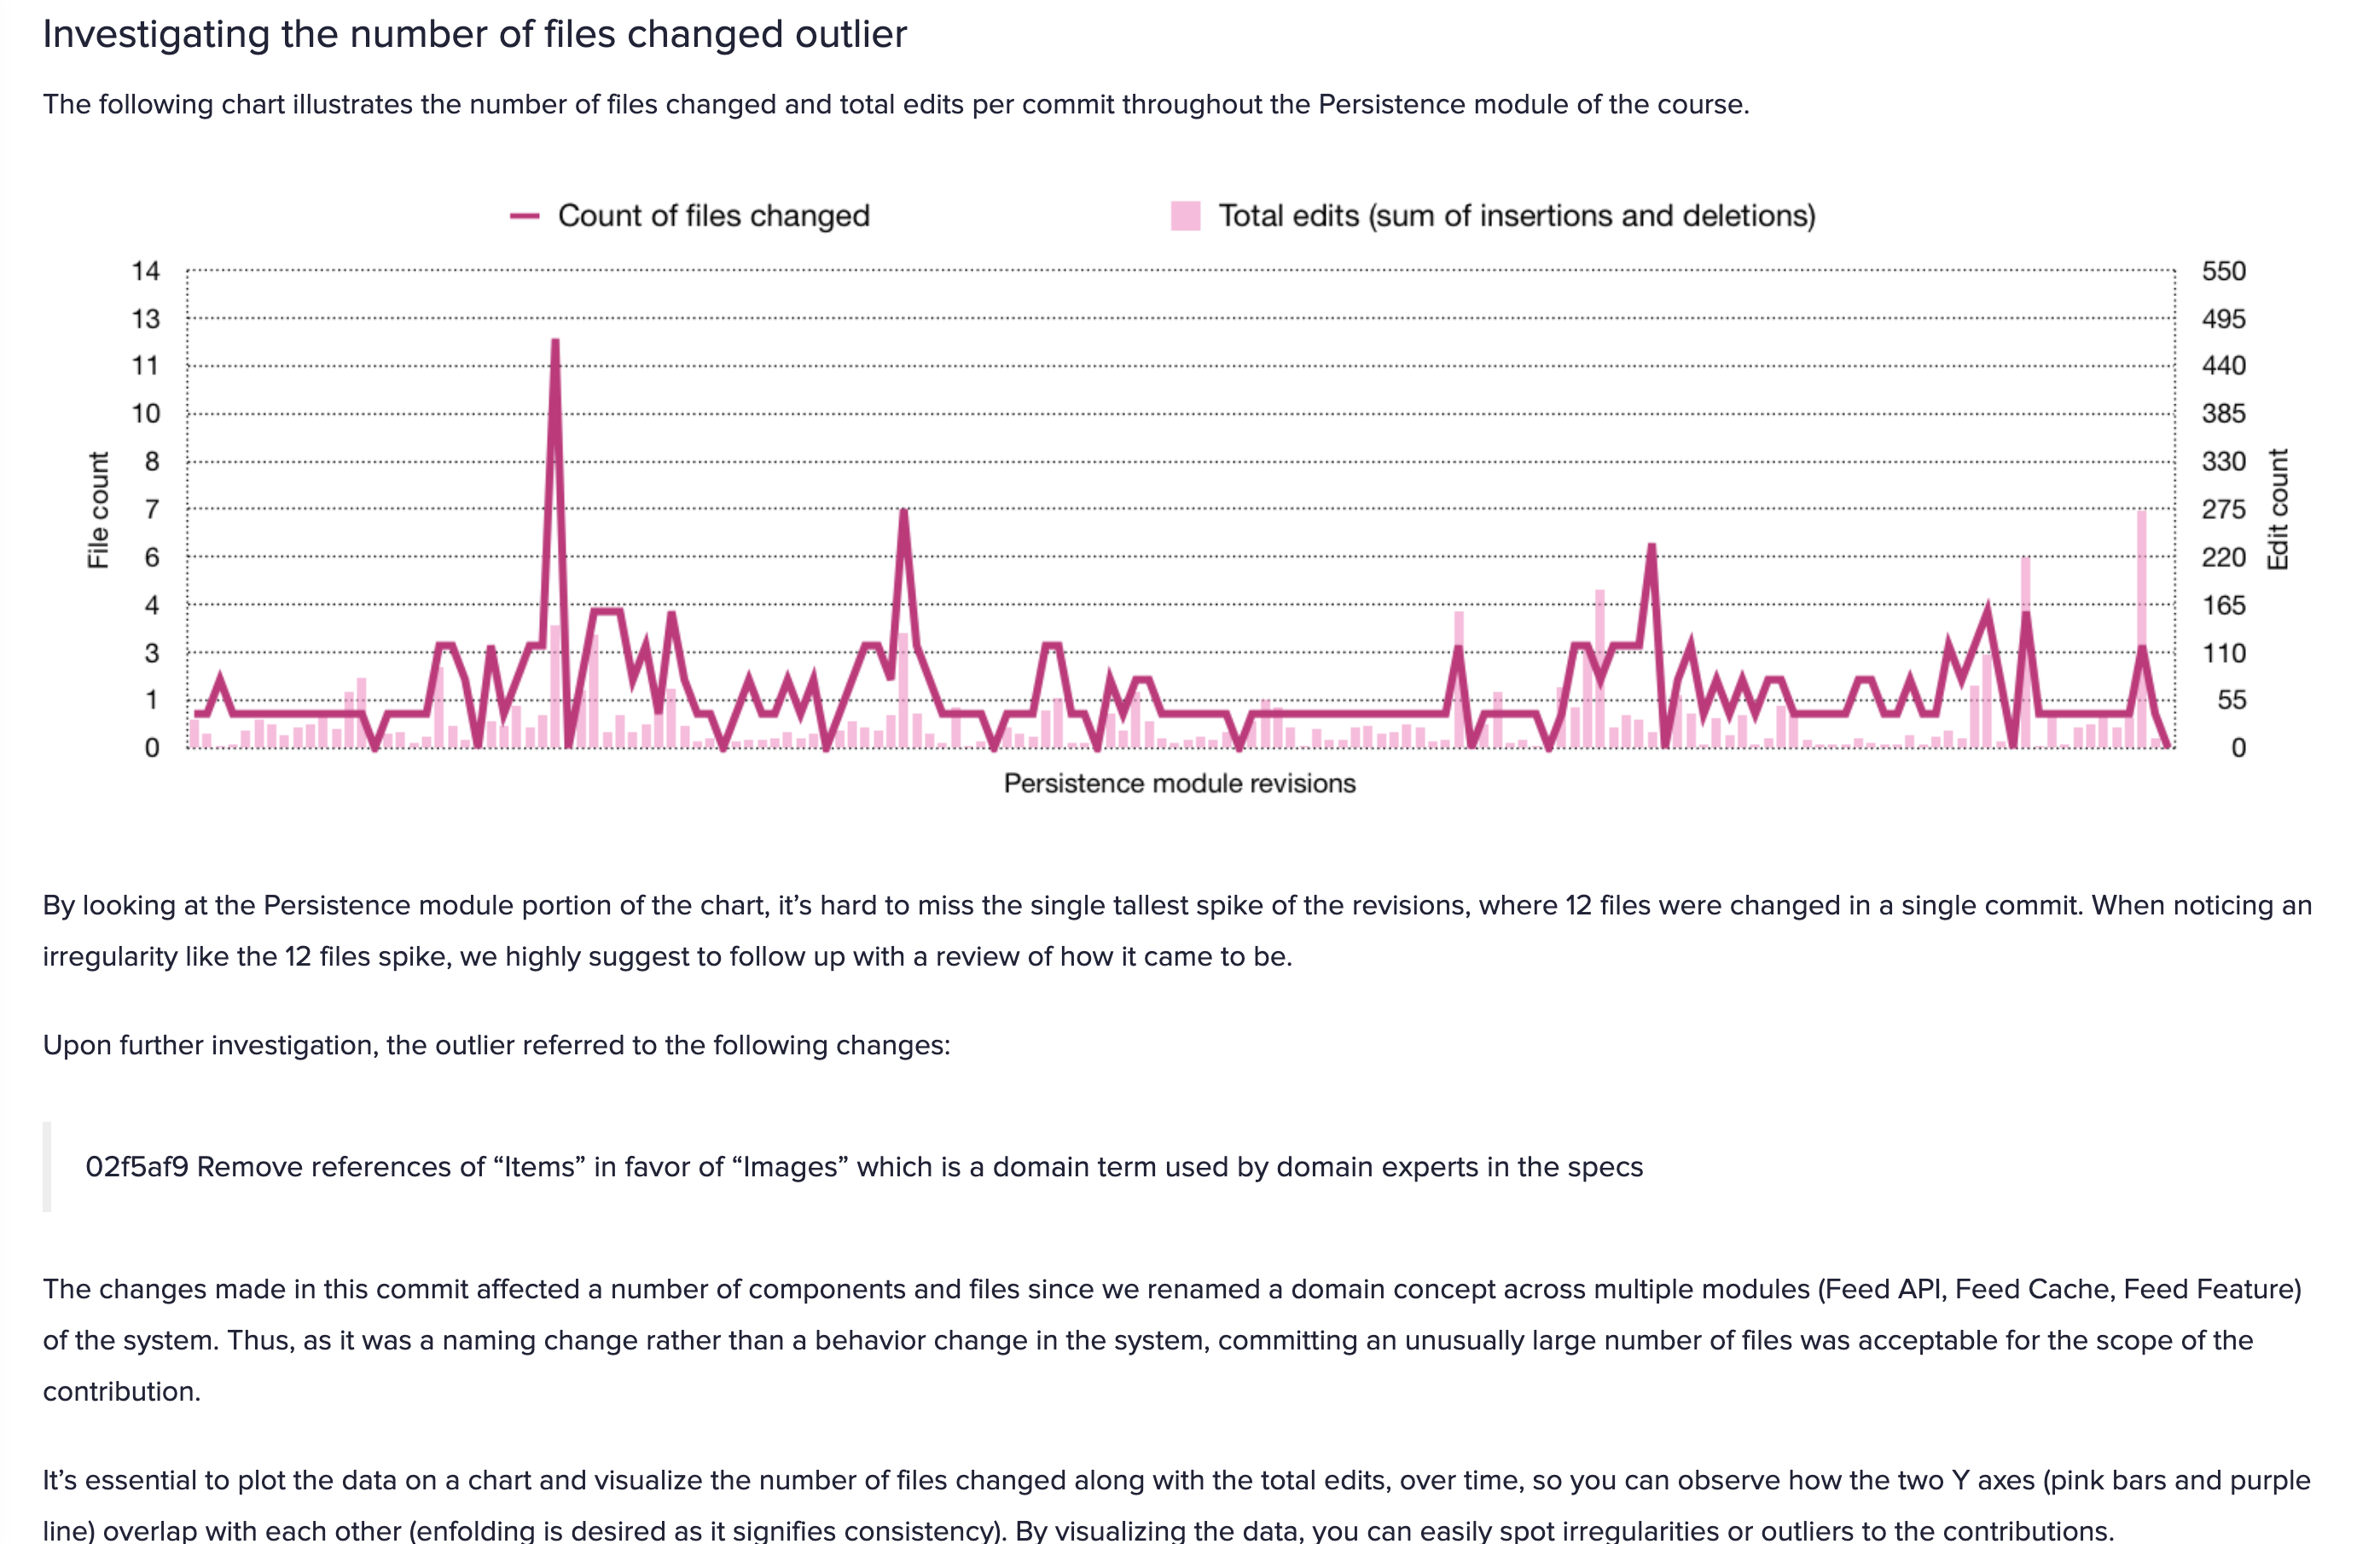 Investigating the number of files changed outlier
The following chart illustrates the number of files changed and total edits per commit throughout the Persistence module of the course.
Count of files changed
Total edits (sum of insertions and deletions)
14
13
11
10
8
7
6
4
3
1
0
File count
550
495
440
385
330
275
220
165
110
55
0
Edit count
Persistence module revisions
By looking at the Persistence module portion of the chart, it’s hard to miss the single tallest spike of the revisions, where 12 files were changed in a single commit. When noticing an
irregularity like the 12 files spike, we highly suggest to follow up with a review of how it came to be.
Upon further investigation, the outlier referred to the following changes:
02f5af9 Remove references of “Items” in favor of “Images” which is a domain term used by domain experts in the specs
The changes made in this commit affected a number of components and files since we renamed a domain concept across multiple modules (Feed API, Feed Cache, Feed Feature)
of the system. Thus, as it was a naming change rather than a behavior change in the system, committing an unusually large number of files was acceptable for the scope of the
contribution.
It’s essential to plot the data on a chart and visualize the number of files changed along with the total edits, over time, so you can observe how the two Y axes (pink bars and purple
line) overlap with each other (enfolding is desired as it signifies consistency). By visualizing the data, you can easily spot irregularities or outliers to the contributions.